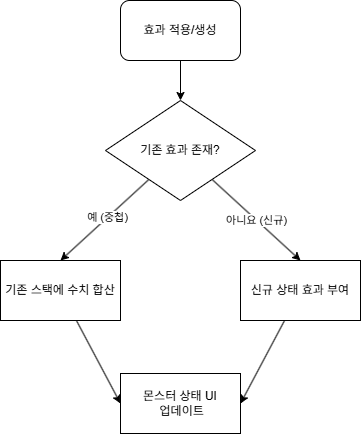 효과 적용/생성
기존 효과 존재?
예 (중첩)
아니요 (신규)
기존 스택에 수치 합산
신규 상태 효과 부여
몬스터 상태 UI
업데이트